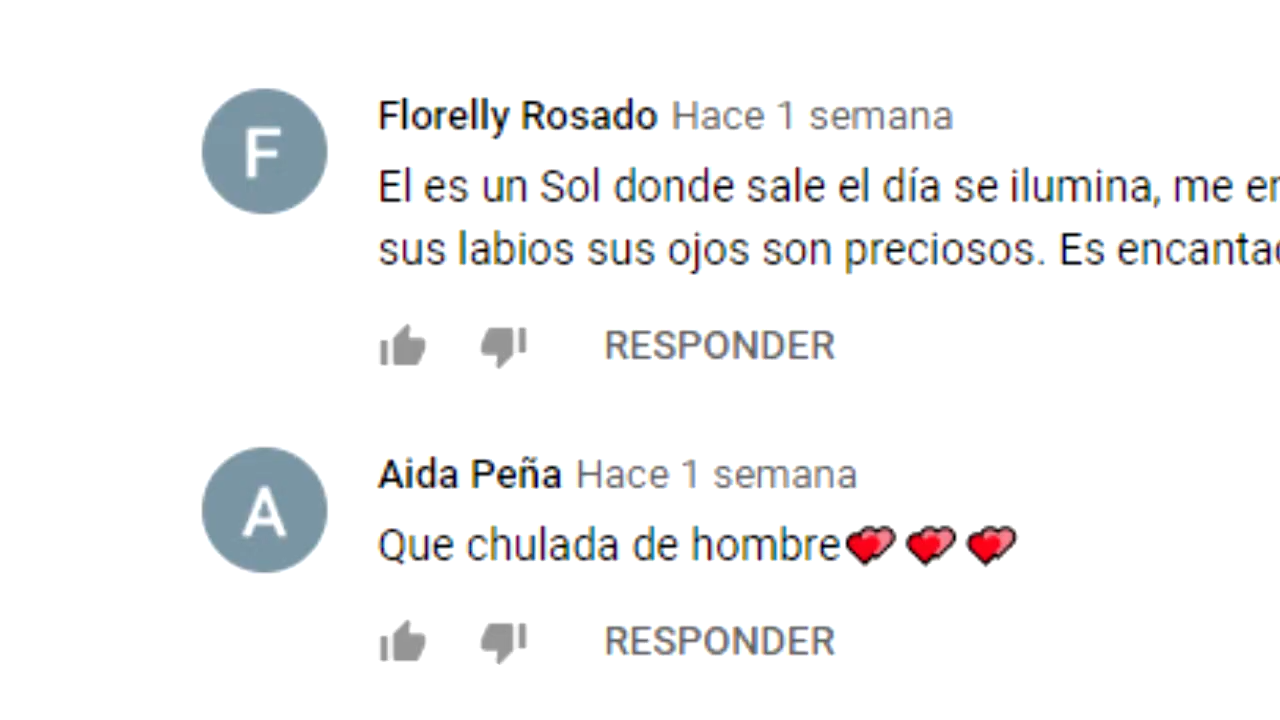 F
Florelly Rosado Hace 1 semana
El es un Sol donde sale el día se ilumina, me
sus labios sus ojos son preciosos. Es
RESPONDER
A
Aida Peña Hace 1 semana
Que chulada de hombre💕💕💕
RESPONDER